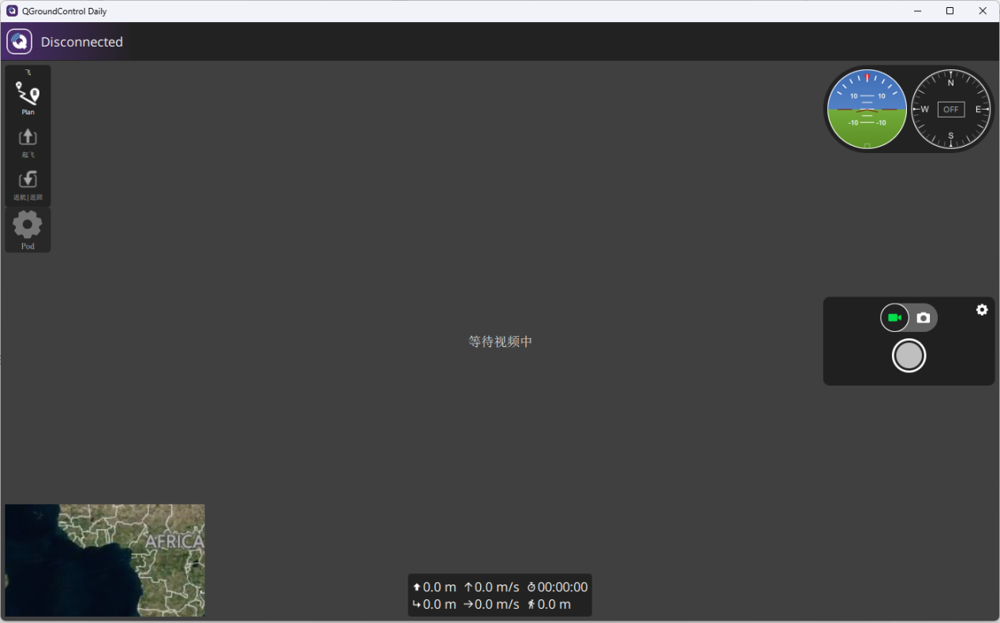 QGroundControl Daily
Disconnected
飞
Plan
起飞
返航|返回
Pod
10 10
-10 -10
N
W OFF E
S
等待视频中
AFRICA
0.0 m 0.0 m/s 00:00:00
0.0 m 0.0 m/s 0.0 m